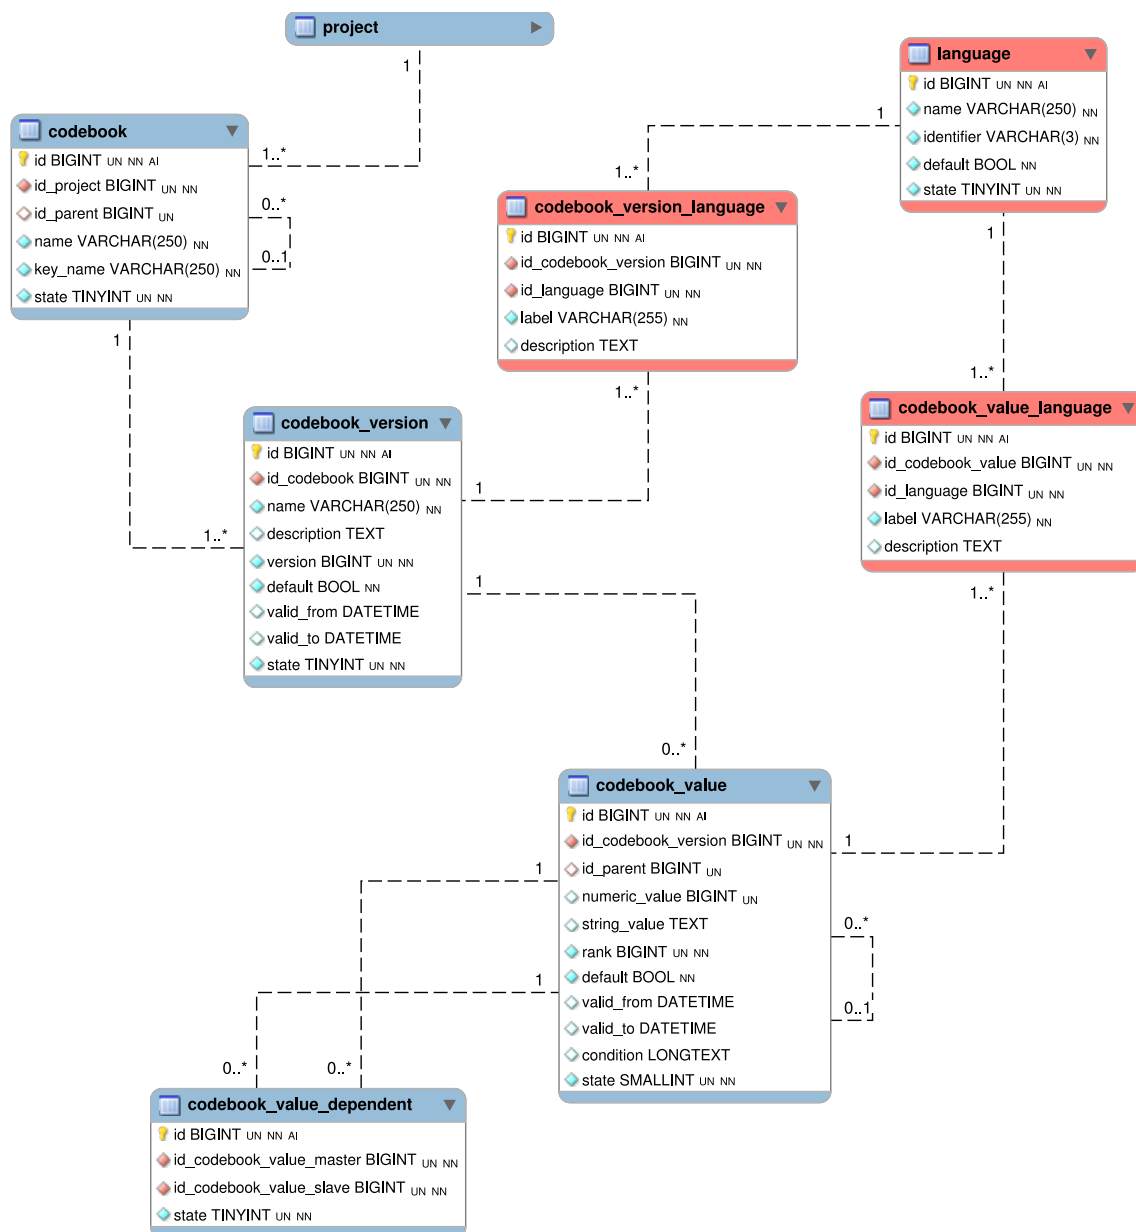 project
1
codebook
id BIGINT UN NN AI
id_project BIGINT UN NN
id_parent BIGINT UN
name VARCHAR(250) NN
key_name VARCHAR(250) NN
state TINYINT UN NN
1..*
0..*
0..1
1
language
id BIGINT UN NN AI
name VARCHAR(250) NN
identifier VARCHAR(3) NN
default BOOL NN
state TINYINT UN NN
1
1..*
1
codebook_version_language
id BIGINT UN NN AI
id_codebook_version BIGINT UN NN
id_language BIGINT UN NN
label VARCHAR(255) NN
description TEXT
1..*
1..*
codebook_value_language
id BIGINT UN NN AI
id_codebook_value BIGINT UN NN
id_language BIGINT UN NN
label VARCHAR(255) NN
description TEXT
1..*
codebook_version
id BIGINT UN NN AI
id_codebook BIGINT UN NN
name VARCHAR(250) NN
description TEXT
version BIGINT UN NN
default BOOL NN
valid_from DATETIME
valid_to DATETIME
state TINYINT UN NN
1..*
1
1
0..*
codebook_value
id BIGINT UN NN AI
id_codebook_version BIGINT UN NN
id_parent BIGINT UN
numeric_value BIGINT UN
string_value TEXT
rank BIGINT UN NN
default BOOL NN
valid_from DATETIME
valid_to DATETIME
condition LONGTEXT
state SMALLINT UN NN
1
0..*
0..1
1
1
0..*
0..*
codebook_value_dependent
id BIGINT UN NN AI
id_codebook_value_master BIGINT UN NN
id_codebook_value_slave BIGINT UN NN
state TINYINT UN NN